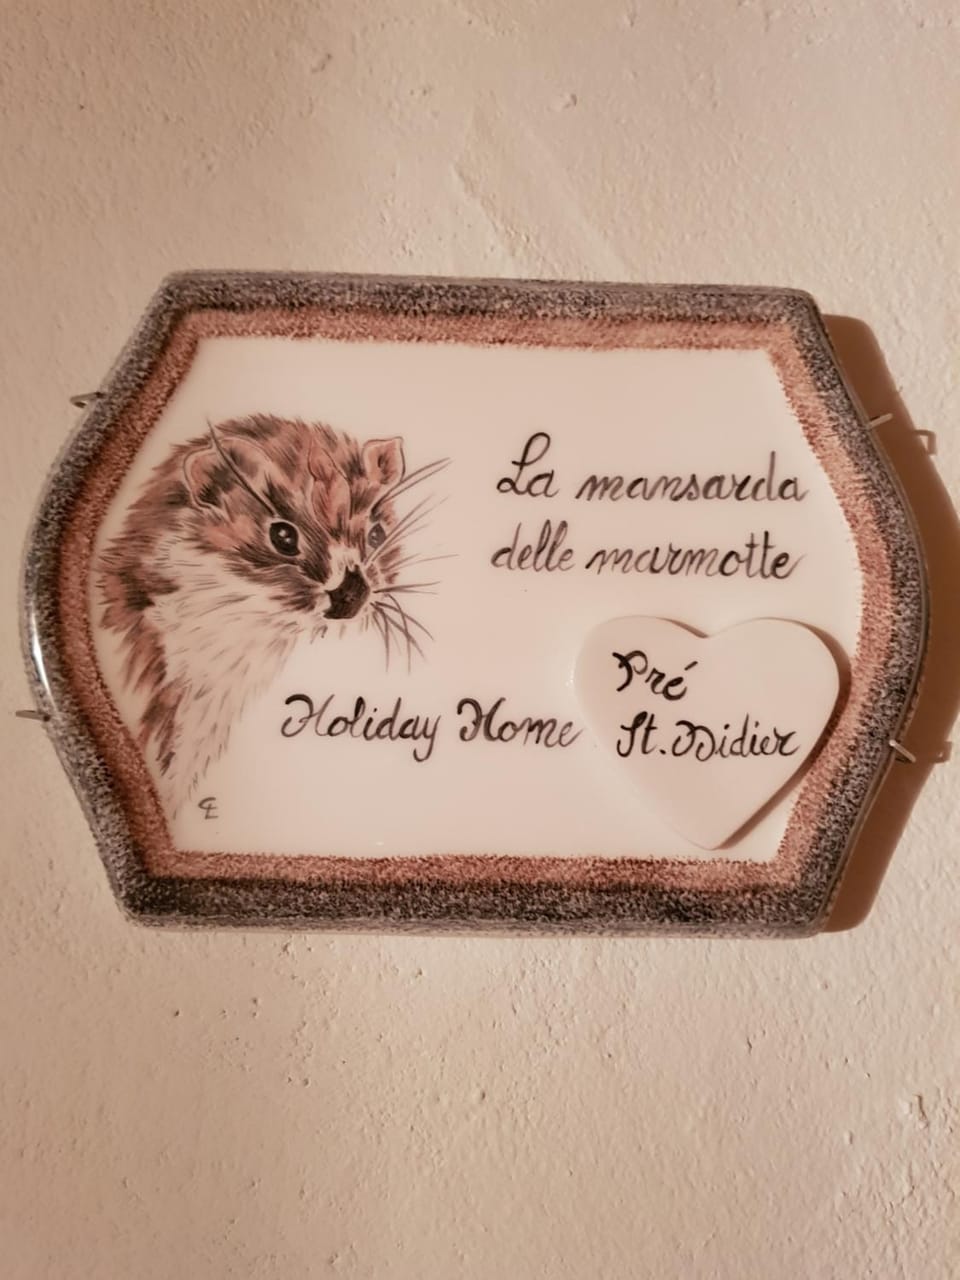 La mansarda
delle marmotte
Holiday Home
Pré
St. Didier